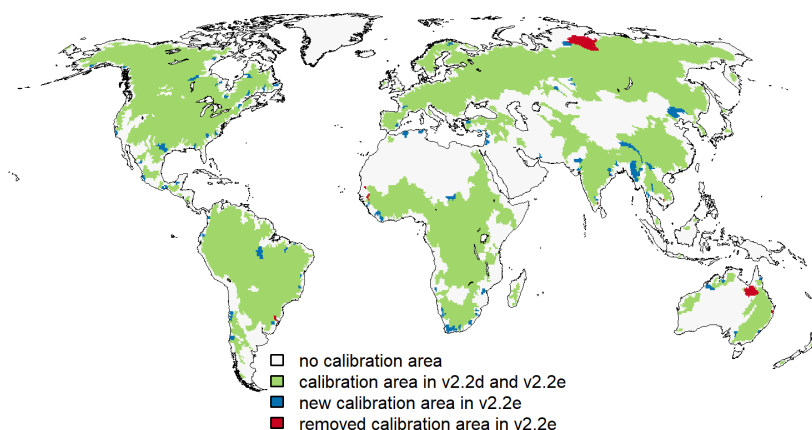 no calibration area
calibration area in v2.2d and v2.2e
new calibration area in v2.2e
removed calibration area in v2.2e